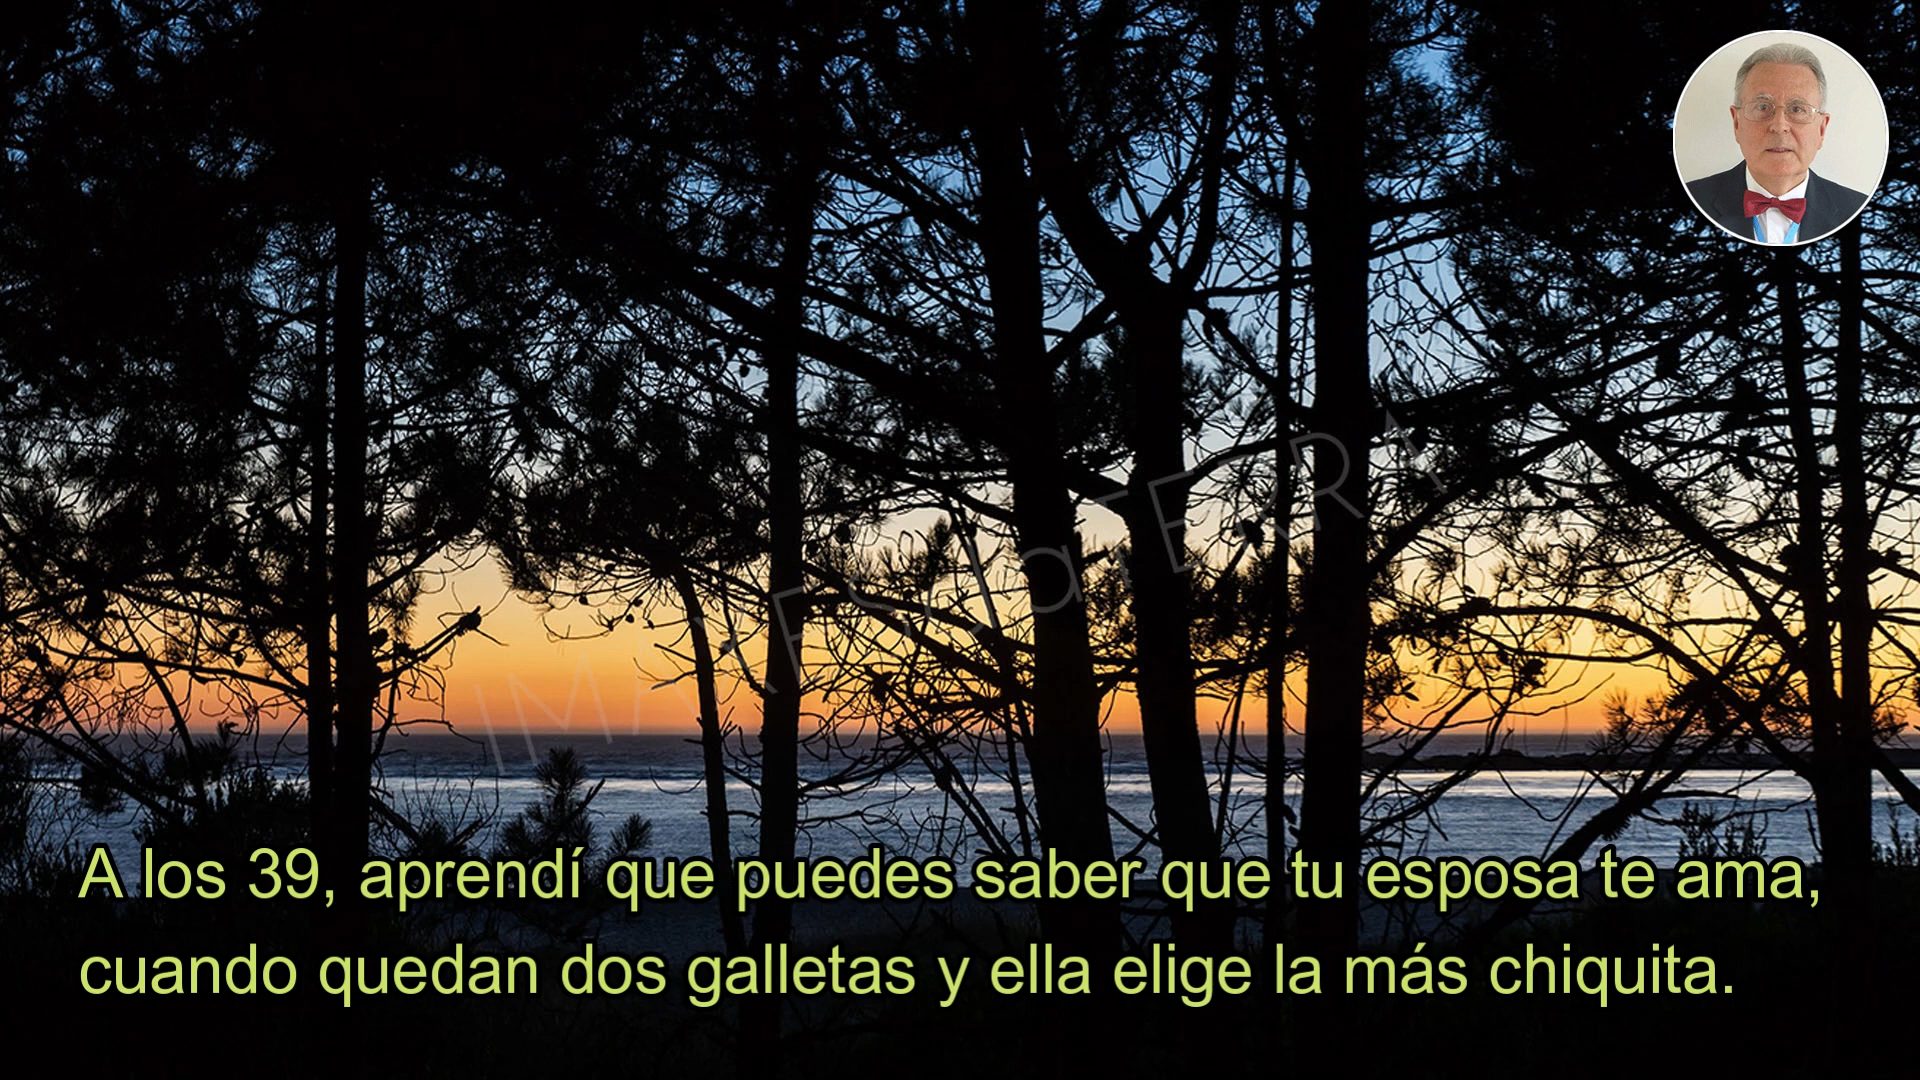 IMAXESdaTERRA
A los 39, aprendí que puedes saber que tu esposa te ama,
cuando quedan dos galletas y ella elige la más chiquita.